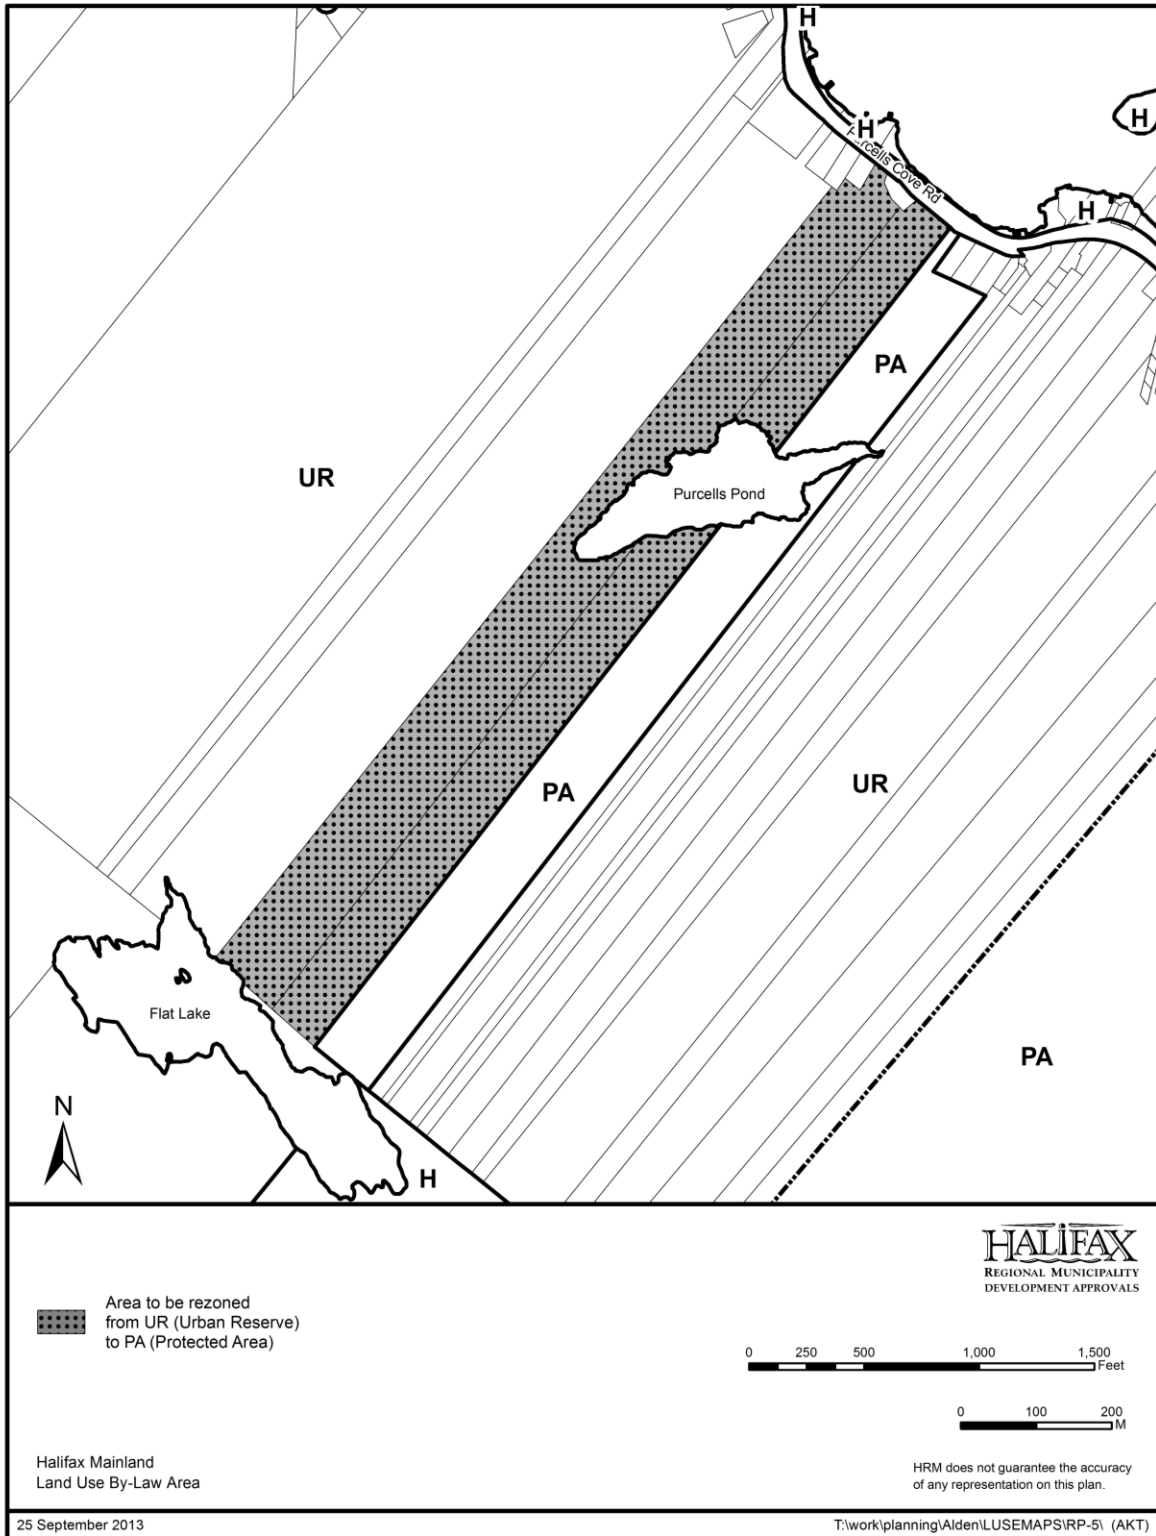 H
H
H
Purcells Cove Rd
H
PA
UR
Purcells Pond
PA
UR
Flat Lake
PA
N
H
HALIFAX
REGIONAL MUNICIPALITY
DEVELOPMENT APPROVALS
Area to be rezoned
from UR (Urban Reserve)
to PA (Protected Area)
0 250 500 1,000 1,500
Feet
0 100 200
M
Halifax Mainland
Land Use By-Law Area
HRM does not guarantee the accuracy
of any representation on this plan.
25 September 2013
T:\work\planning\Alden\LUSEMAPS\RP-5\ (AKT)